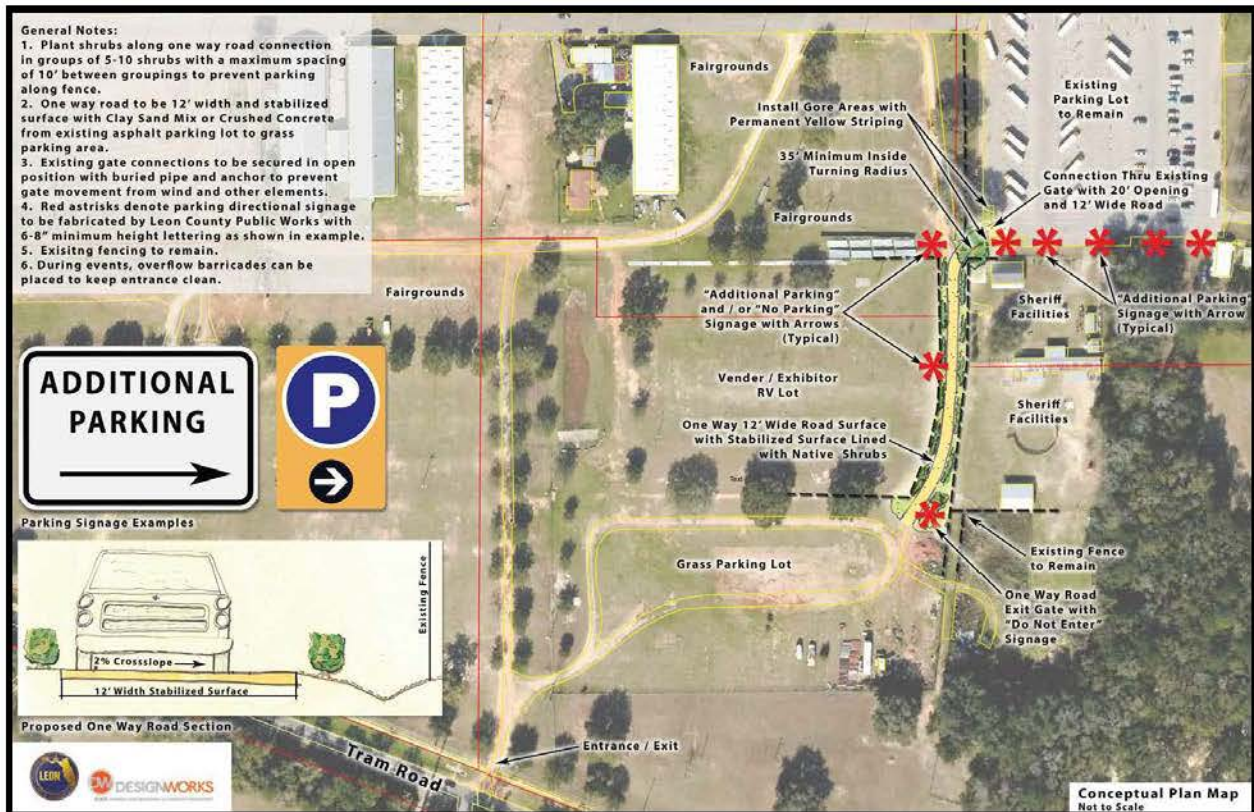 General Notes:
1. Plant shrubs along one way road connection
in groups of 5-10 shrubs with a maximum spacing
of 10' between groupings to prevent parking
along fence.
2. One way road to be 12' width and stabilized
surface with Clay Sand Mix or Crushed Concrete
from existing asphalt parking lot to grass
parking area.
3. Existing gate connections to be secured in open
position with buried pipe and anchor to prevent
gate movement from wind and other elements.
4. Red astrisks denote parking directional signage
to be fabricated by Leon County Public Works with
6-8" minimum height lettering as shown in example.
5. Exisitng fencing to remain.
6. During events, overflow barricades can be
placed to keep entrance clean.
Fairgrounds
Install Gore Areas with
Permanent Yellow Striping
35' Minimum Inside
Turning Radius
Existing
Parking Lot
to Remain
Connection Thru Existing
Gate with 20' Opening
and 12' Wide Road
Fairgrounds
Fairgrounds
"Additional Parking"
and / or "No Parking"
Signage with Arrows
(Typical)
Sheriff
Facilities
"Additional Parking"
Signage with Arrow
(Typical)
Vender / Exhibitor
RV Lot
Sheriff
Facilities
One Way 12' Wide Road Surface
with Stabilized Surface Lined
with Native Shrubs
ADDITIONAL
PARKING
P
Parking Signage Examples
Grass Parking Lot
Existing Fence
to Remain
One Way Road
Exit Gate with
"Do Not Enter"
Signage
Existing Fence
2% Crossslope
12' Width Stabilized Surface
Proposed One Way Road Section
Tram Road
Entrance / Exit
LEON
DW DESIGNWORKS
Conceptual Plan Map
Not to Scale